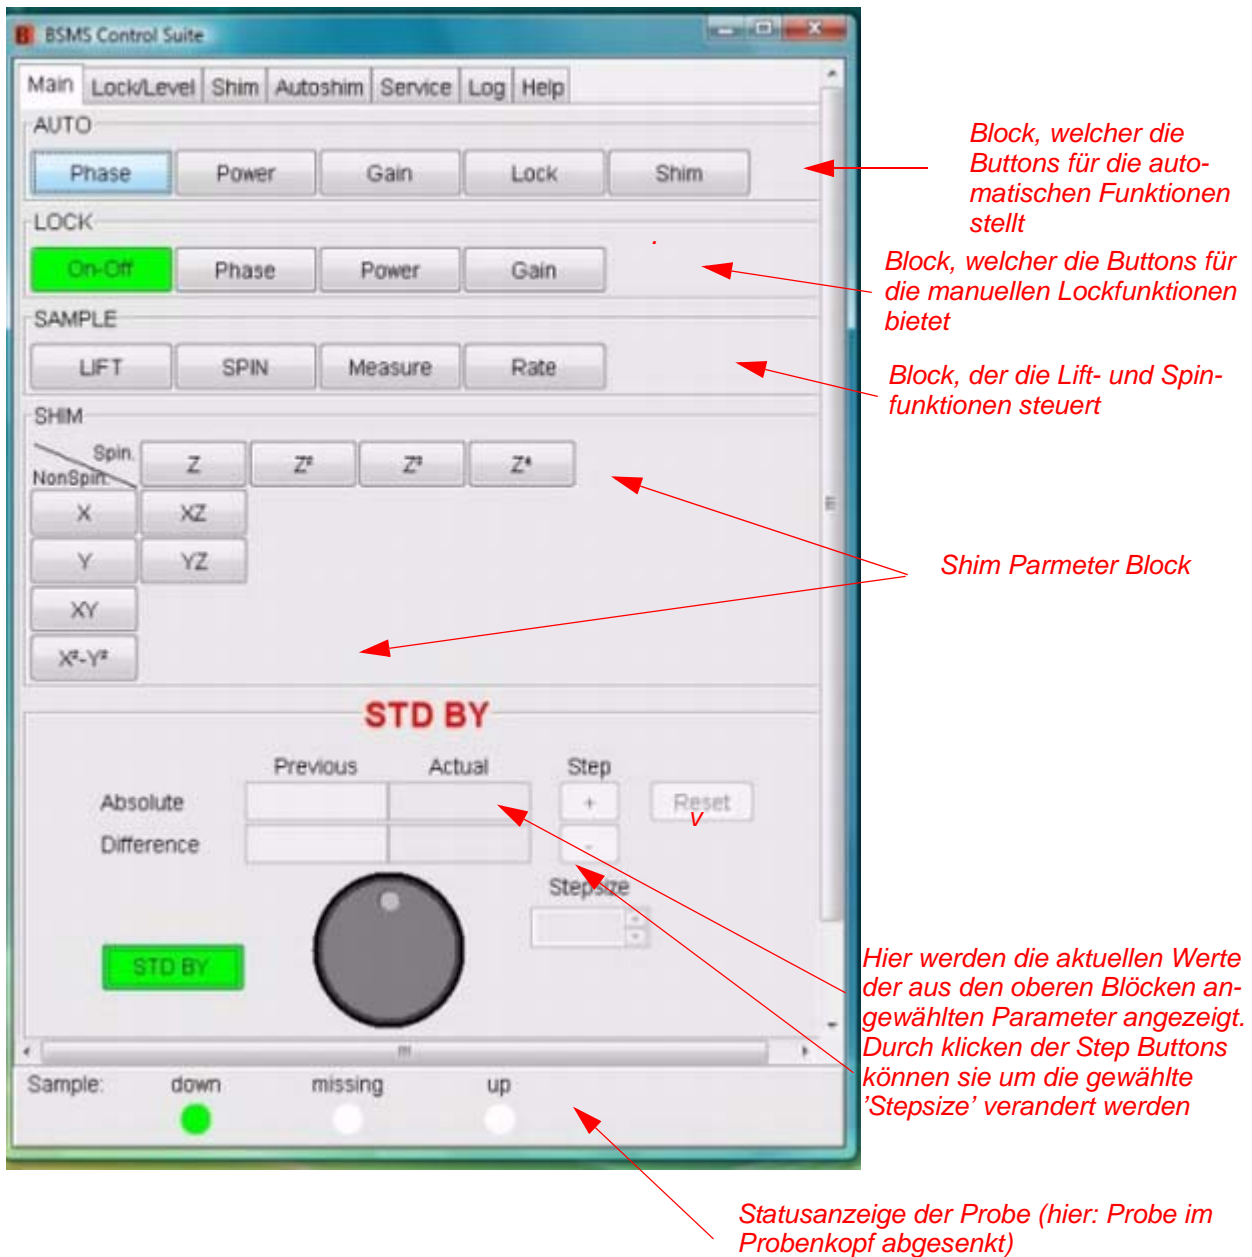 BSMS Control Suite
Main Lock/Level Shim Autoshim Service Log Help
AUTO
Phase Power Gain Lock Shim
Block, welcher die
Buttons für die auto-
matischen Funktionen
stellt
LOCK
On-Off Phase Power Gain
.
Block, welcher die Buttons für
die manuellen Lockfunktionen
bietet
SAMPLE
LIFT SPIN Measure Rate
Block, der die Lift- und Spin-
funktionen steuert
SHIM
Spin.
NonSpin.
Z Z² Z³ Z⁴
X XZ
Y YZ
XY
X²-Y²
Shim Parmeter Block
STD BY
Previous Actual Step
Absolute + Reset
v
Difference -
Stepsize
STD BY
Hier werden die aktuellen Werte
der aus den oberen Blöcken an-
gewählten Parameter angezeigt.
Durch klicken der Step Buttons
können sie um die gewählte
’Stepsize’ verandert werden
Sample: down missing up
Statusanzeige der Probe (hier: Probe im
Probenkopf abgesenkt)